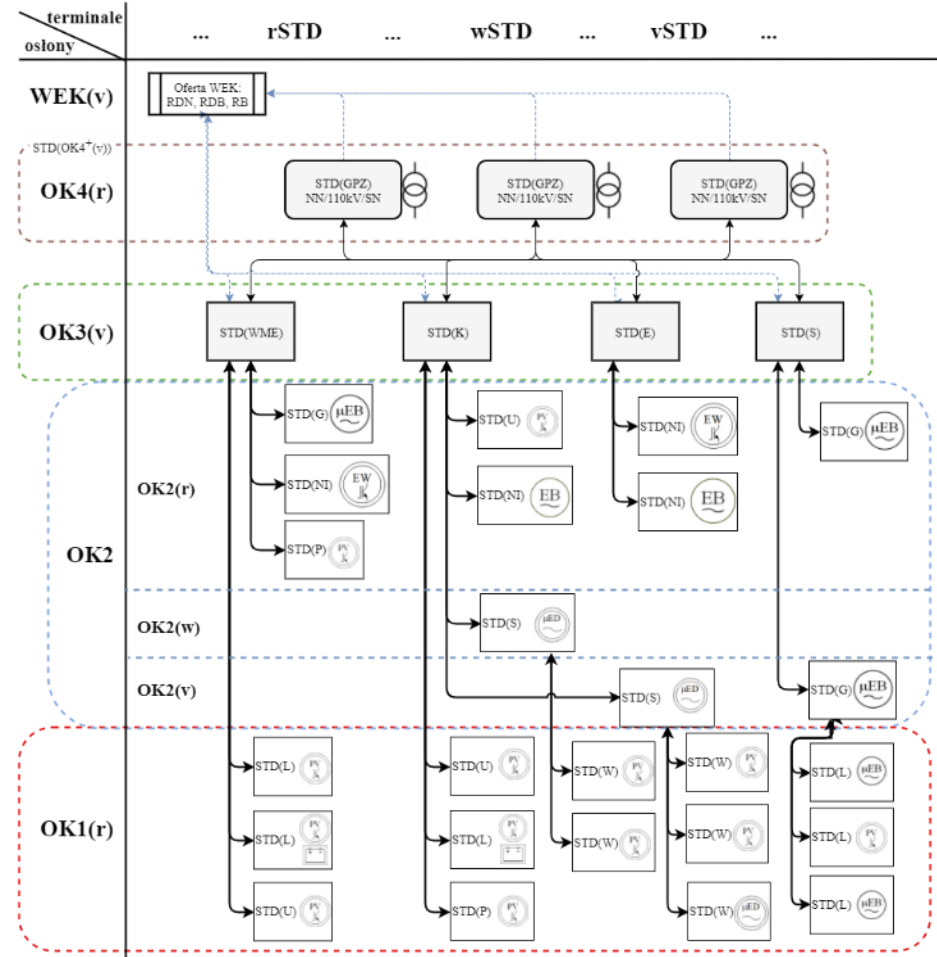 terminale
osłony
... rSTD ... wSTD ... vSTD ...
WEK(v)
Oferta WEK:
RDN, RDB, RB
STD(OK4⁺(v))
OK4(r)
STD(GPZ)
NN/110kV/SN
STD(GPZ)
NN/110kV/SN
STD(GPZ)
NN/110kV/SN
OK3(v)
STD(WME)
STD(K)
STD(E)
STD(S)
OK2
OK2(r)
STD(G) μEB
STD(U) PV
STD(NI) EW
STD(G) μEB
STD(NI) EW
STD(NI) EB
STD(NI) EB
STD(P) PV
OK2(w)
STD(S) μED
OK2(v)
STD(S) μED
STD(G) μEB
OK1(r)
STD(L) PV
STD(U) PV
STD(W) PV
STD(W) PV
STD(L) μEB
STD(L) PV
STD(L) PV
STD(W) PV
STD(W) PV
STD(L) PV
STD(U) PV
STD(P) PV
STD(W) μED
STD(L) μEB